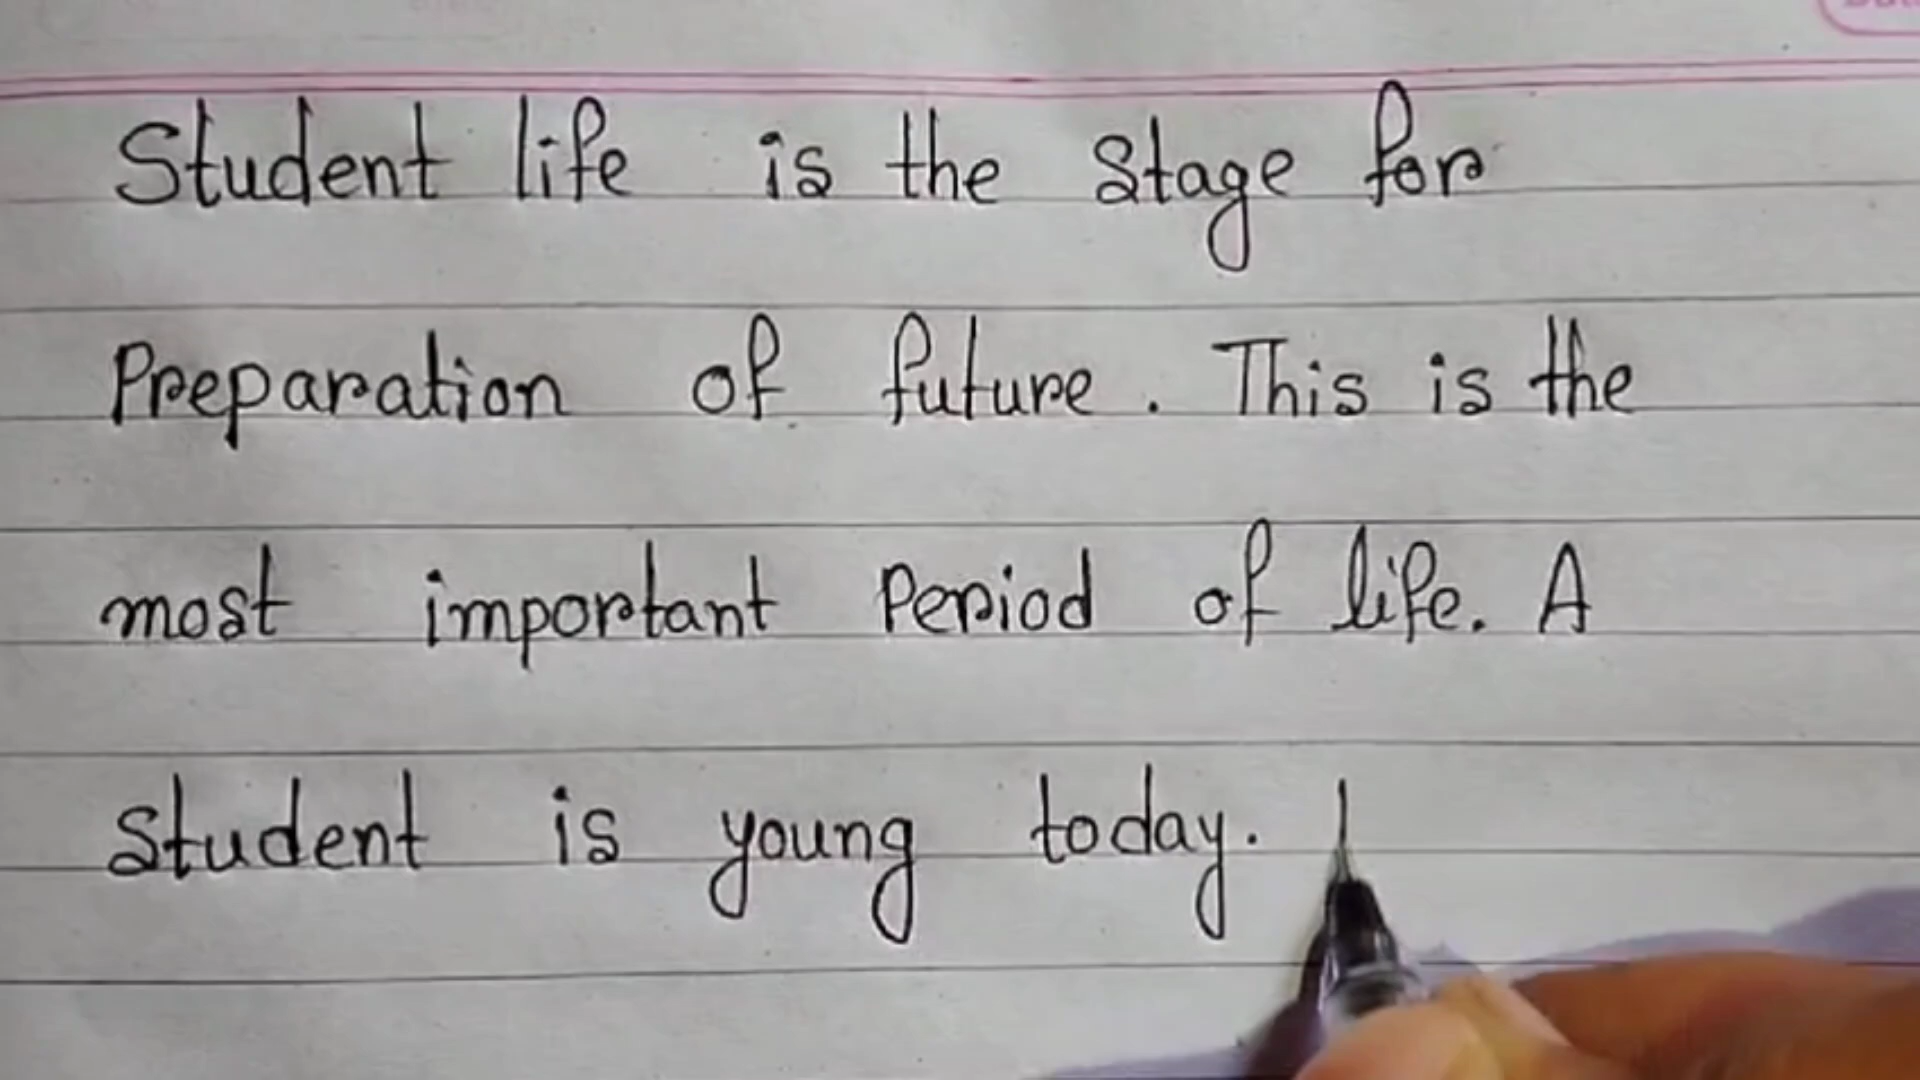 Student life is the Stage for
Preparation of future. This is the
most important Period of life. A
Student is young today.